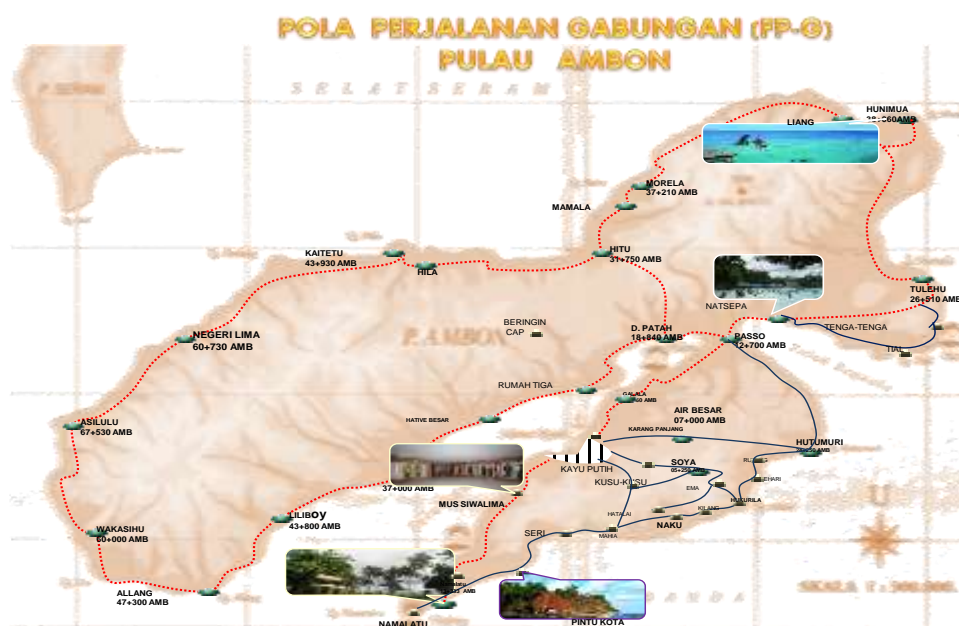 POLA PERJALANAN GABUNGAN (FP-G)
PULAU AMBON
P. SERAM
SELAT SERAM
HUNIMUA
LIANG
MORELA
37+210 AMB
MAMALA
KAITETU
43+930 AMB
HILA
HITU
31+750 AMB
TULEHU
26+510 AMB
NATSEPA
TENGA-TENGA
TIAL
NEGERI LIMA
60+730 AMB
BERINGIN
CAP
P. AMBON
D. PATAH
18+840 AMB
PASSO
12+700 AMB
RUMAH TIGA
GALALA
AIR BESAR
07+000 AMB
HATIVE BESAR
KARANG PANJANG
ASILULU
67+530 AMB
HUTUMURI
KAYU PUTIH
SOYA
KUSU-KUSU
EMA
37+000 AMB
MUS SIWALIMA
HUKURILA
KILANG
NAKU
HATALAI
MAHIA
SERI
LILIBOY
43+800 AMB
WAKASIHU
60+000 AMB
ALLANG
47+300 AMB
NAMALATU
PINTU KOTA